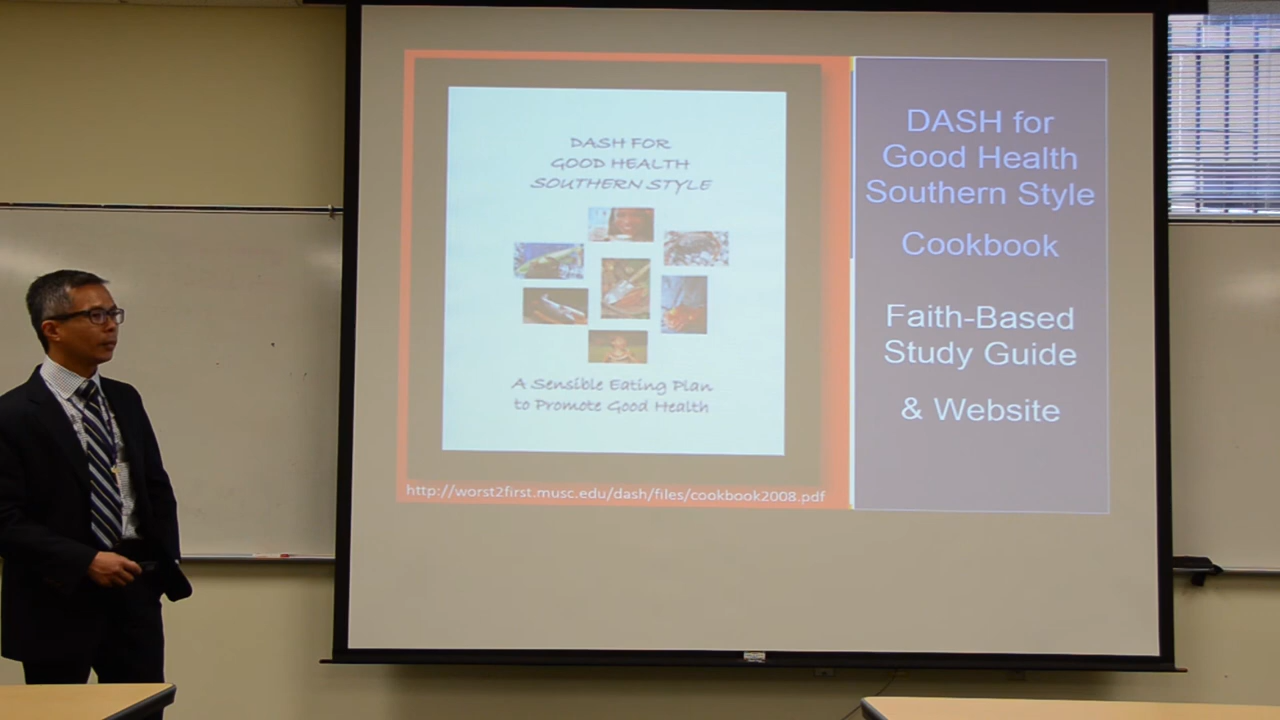 DASH FOR
GOOD HEALTH
SOUTHERN STYLE
A Sensible Eating Plan
to Promote Good Health
http://worst2first.musc.edu/dash/files/cookbook2008.pdf
DASH for
Good Health
Southern Style
Cookbook
Faith-Based
Study Guide
& Website